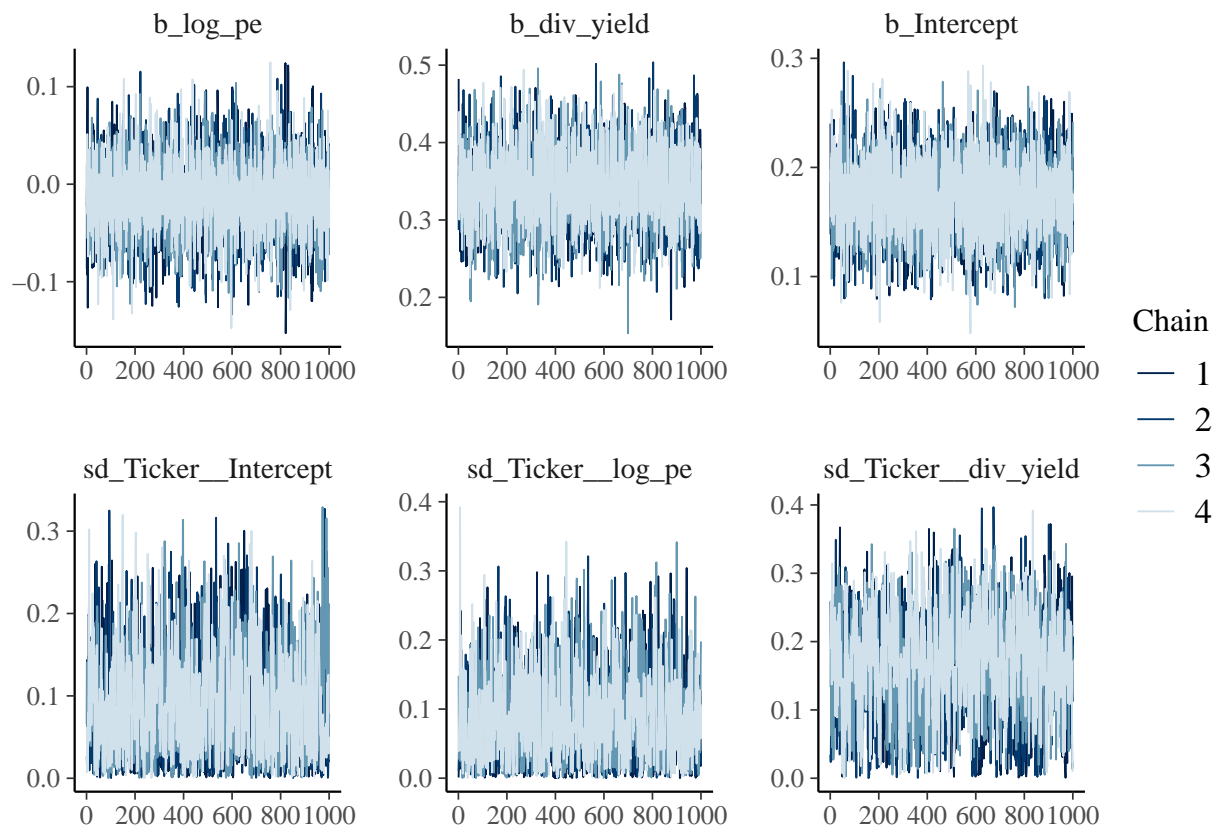 b_log_pe
b_div_yield
b_Intercept
0.1
0.0
−0.1
0 200 400 600 800 1000
0.5
0.4
0.3
0.2
0 200 400 600 800 1000
0.3
0.2
0.1
0 200 400 600 800 1000
sd_Ticker__Intercept
sd_Ticker__log_pe
sd_Ticker__div_yield
0.3
0.2
0.1
0.0
0 200 400 600 800 1000
0.4
0.3
0.2
0.1
0.0
0 200 400 600 800 1000
0.4
0.3
0.2
0.1
0.0
0 200 400 600 800 1000
Chain
1
2
3
4